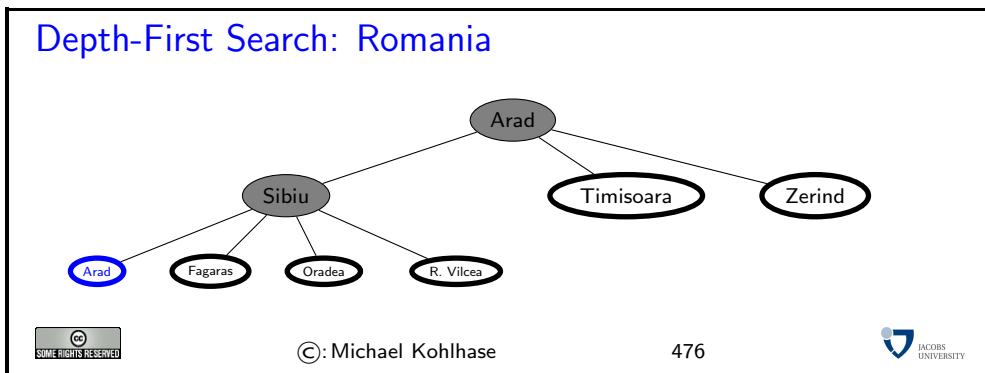 Depth-First Search: Romania
Arad
Sibiu
Timisoara
Zerind
Arad
Fagaras
Oradea
R. Vilcea
cc
SOME RIGHTS RESERVED
©: Michael Kohlhase
476
JACOBS
UNIVERSITY